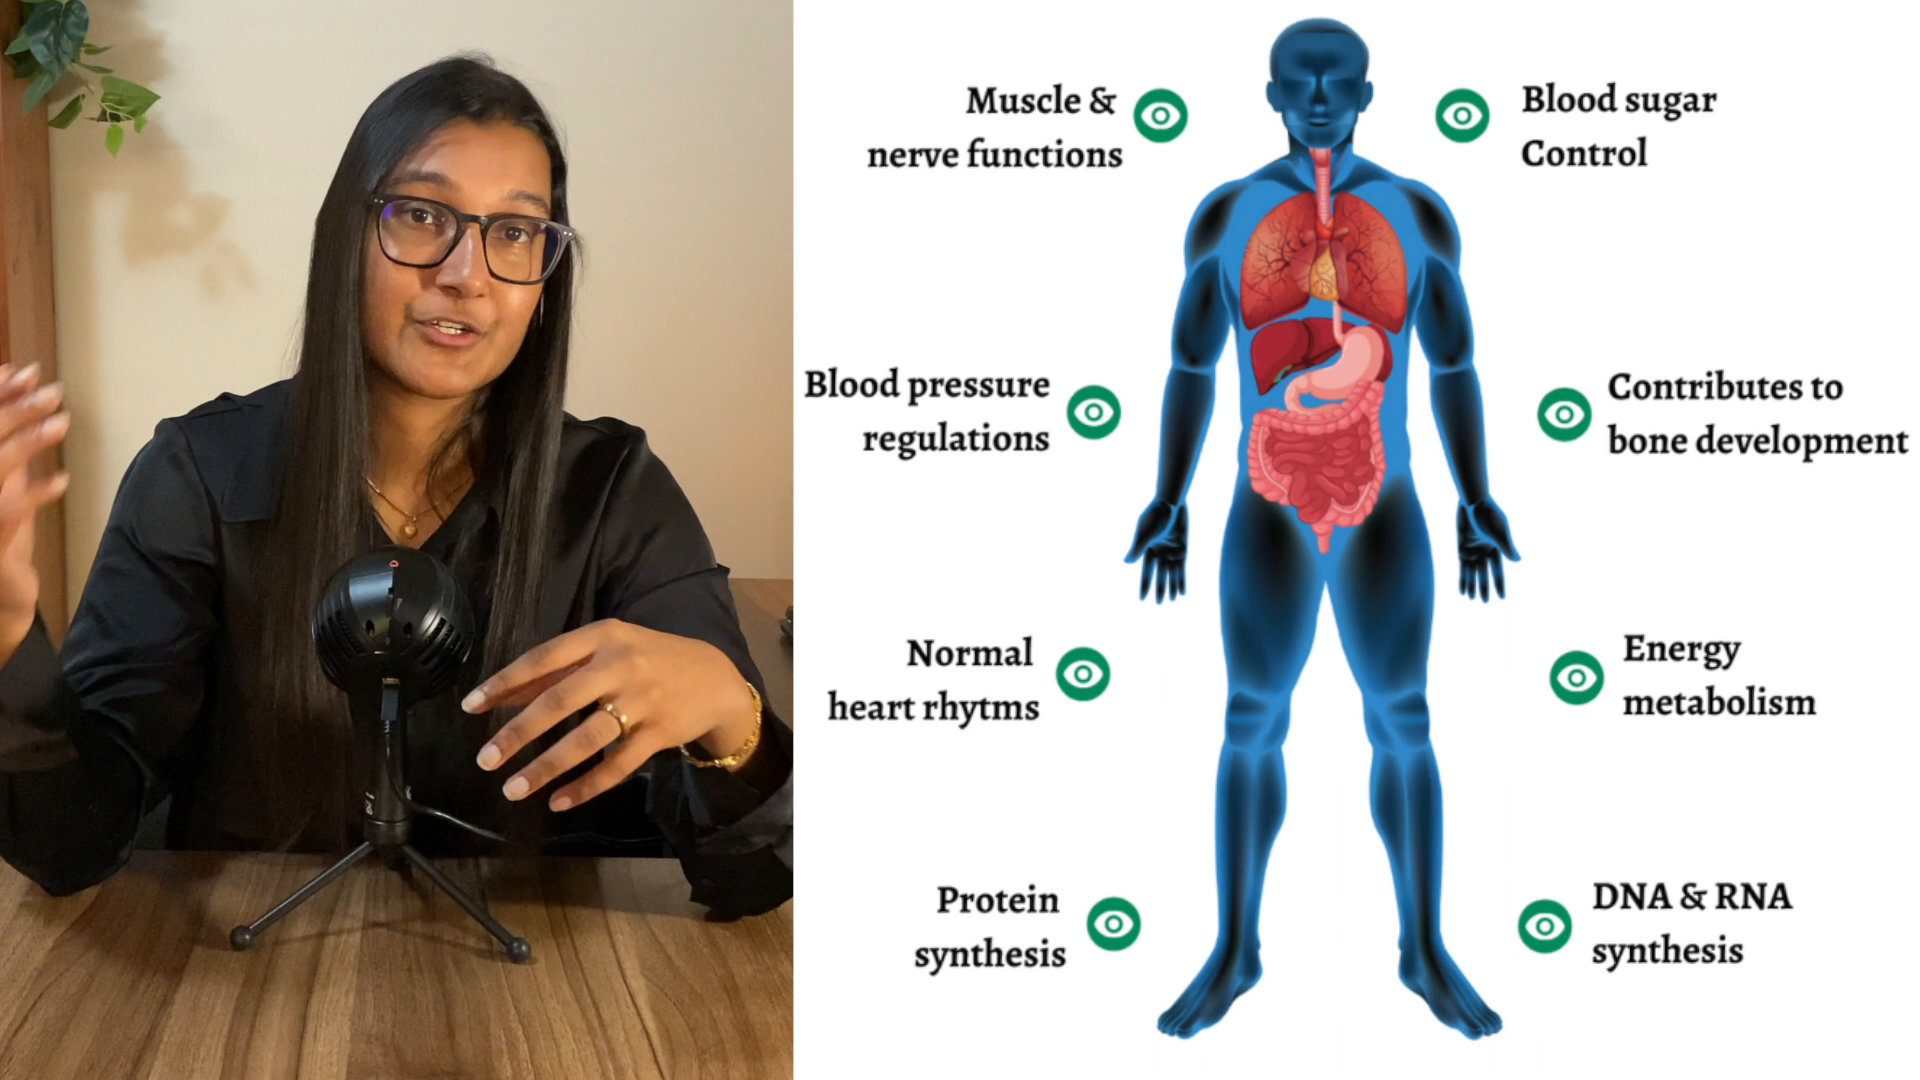 Muscle &
nerve functions
Blood sugar
Control
Blood pressure
regulations
Contributes to
bone development
Normal
heart rhytms
Energy
metabolism
Protein
synthesis
DNA & RNA
synthesis